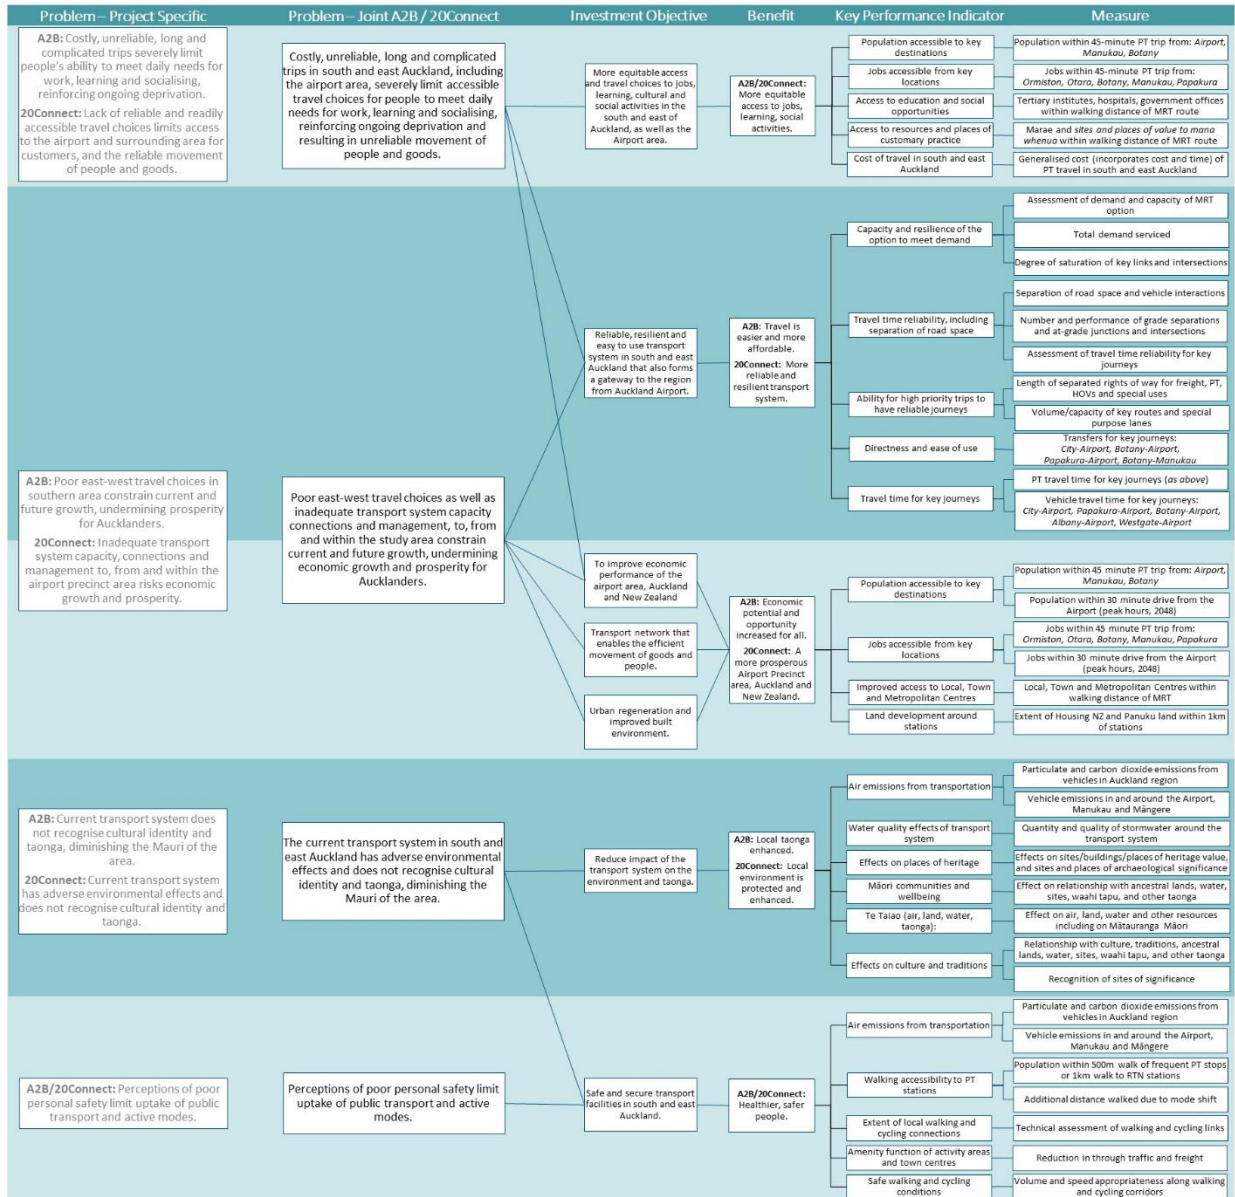 Problem – Project Specific
Problem – Joint A2B / 20Connect
Investment Objective
Benefit
Key Performance Indicator
Measure
A2B: Costly, unreliable, long and
complicated trips severely limit
people's ability to meet daily needs for
work, learning and socialising,
reinforcing ongoing deprivation.
20Connect: Lack of reliable and readily
accessible travel choices limits access
to the airport and surrounding area for
customers, and the reliable movement
of people and goods.
Costly, unreliable, long and complicated
trips in south and east Auckland, including
the airport area, severely limit accessible
travel choices for people to meet daily
needs for work, learning and socialising,
reinforcing ongoing deprivation and
resulting in unreliable movement of
people and goods.
More equitable access
and travel choices to jobs,
learning, cultural and
social activities in the
south and east of
Auckland, as well as the
Airport area.
A2B/20Connect:
More equitable
access to jobs,
learning, social
activities.
Population accessible to key
destinations
Population within 45-minute PT trip from: Airport,
Manukau, Botany
Jobs accessible from key
locations
Jobs within 45-minute PT trip from:
Ormiston, Otara, Botany, Manukau, Papakura
Access to education and social
opportunities
Tertiary institutes, hospitals, government offices
within walking distance of MRT route
Access to resources and places of
customary practice
Marae and sites and places of value to mana
whenua within walking distance of MRT route
Cost of travel in south and east
Auckland
Generalised cost (incorporates cost and time) of
PT travel in south and east Auckland
Reliable, resilient and
easy to use transport
system in south and east
Auckland that also forms
a gateway to the region
from Auckland Airport.
A2B: Travel is
easier and more
affordable.
20Connect: More
reliable and
resilient transport
system.
Capacity and resilience of the
option to meet demand
Assessment of demand and capacity of MRT
option
Total demand serviced
Degree of saturation of key links and intersections
Travel time reliability, including
separation of road space
Separation of road space and vehicle interactions
Number and performance of grade separations
and at-grade junctions and intersections
Assessment of travel time reliability for key
journeys
Ability for high priority trips to
have reliable journeys
Length of separated rights of way for freight, PT,
HOVs and special uses
Volume/capacity of key routes and special
purpose lanes
Directness and ease of use
Transfers for key journeys:
City-Airport, Botany-Airport,
Papakura-Airport, Botany-Manukau
Travel time for key journeys
PT travel time for key journeys (as above)
Vehicle travel time for key journeys:
City-Airport, Papakura-Airport, Botany-Airport,
Albany-Airport, Westgate-Airport
A2B: Poor east-west travel choices in
southern area constrain current and
future growth, undermining prosperity
for Aucklanders.
20Connect: Inadequate transport
system capacity, connections and
management to, from and within the
airport precinct area risks economic
growth and prosperity.
Poor east-west travel choices as well as
inadequate transport system capacity
connections and management, to, from
and within the study area constrain
current and future growth, undermining
economic growth and prosperity for
Aucklanders.
To improve economic
performance of the
airport area, Auckland
and New Zealand
Transport network that
enables the efficient
movement of goods and
people.
Urban regeneration and
improved built
environment.
A2B: Economic
potential and
opportunity
increased for all.
20Connect: A
more prosperous
Airport Precinct
area, Auckland and
New Zealand.
Population accessible to key
destinations
Population within 45 minute PT trip from: Airport,
Manukau, Botany
Population within 30 minute drive from the
Airport (peak hours, 2048)
Jobs accessible from key
locations
Jobs within 45 minute PT trip from:
Ormiston, Otara, Botany, Manukau, Papakura
Jobs within 30 minute drive from the Airport
(peak hours, 2048)
Improved access to Local, Town
and Metropolitan Centres
Local, Town and Metropolitan Centres within
walking distance of MRT
Land development around
stations
Extent of Housing NZ and Panuku land within 1km
of stations
A2B: Current transport system does
not recognise cultural identity and
taonga, diminishing the Mauri of the
area.
20Connect: Current transport system
has adverse environmental effects and
does not recognise cultural identity and
taonga.
The current transport system in south and
east Auckland has adverse environmental
effects and does not recognise cultural
identity and taonga, diminishing the
Mauri of the area.
Reduce impact of the
transport system on the
environment and taonga.
A2B: Local taonga
enhanced.
20Connect: Local
environment is
protected and
enhanced.
Air emissions from transportation
Particulate and carbon dioxide emissions from
vehicles in Auckland region
Vehicle emissions in and around the Airport,
Manukau and Māngere
Water quality effects of transport
system
Quantity and quality of stormwater around the
transport system
Effects on places of heritage
Effects on sites/buildings/places of heritage value,
and sites and places of archaeological significance
Māori communities and
wellbeing
Effect on relationship with ancestral lands, water,
sites, waahi tapu, and other taonga
Te Taiao (air, land, water,
taonga):
Effect on air, land, water and other resources
including on Mātauranga Māori
Effects on culture and traditions
Relationship with culture, traditions, ancestral
lands, water, sites, waahi tapu, and other taonga
Recognition of sites of significance
A2B/20Connect: Perceptions of poor
personal safety limit uptake of public
transport and active modes.
Perceptions of poor personal safety limit
uptake of public transport and active
modes.
Safe and secure transport
facilities in south and east
Auckland.
A2B/20Connect:
Healthier, safer
people.
Air emissions from transportation
Particulate and carbon dioxide emissions from
vehicles in Auckland region
Vehicle emissions in and around the Airport,
Manukau and Māngere
Walking accessibility to PT
stations
Population within 500m walk of frequent PT stops
or 1km walk to RTN stations
Additional distance walked due to mode shift
Extent of local walking and
cycling connections
Technical assessment of walking and cycling links
Amenity function of activity areas
and town centres
Reduction in through traffic and freight
Safe walking and cycling
conditions
Volume and speed appropriateness along walking
and cycling corridors